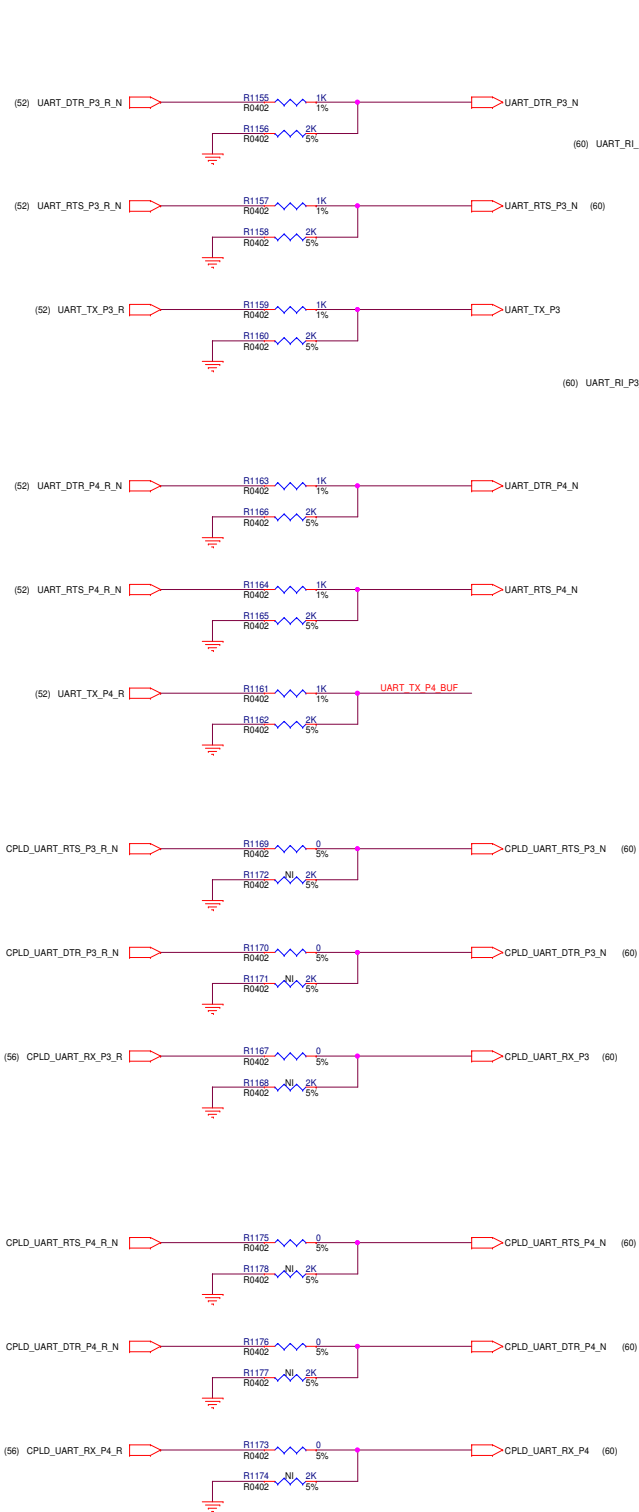 (52) UART_DTR_P3_R_N R1155 1K UART_DTR_P3_N
R0402 1%
R1156 2K
R0402 5%
(60) UART_RI_
(52) UART_RTS_P3_R_N R1157 1K UART_RTS_P3_N (60)
R0402 1%
R1158 2K
R0402 5%
(52) UART_TX_P3_R R1159 1K UART_TX_P3
R0402 1%
R1160 2K
R0402 5%
(60) UART_RI_P3
(52) UART_DTR_P4_R_N R1163 1K UART_DTR_P4_N
R0402 1%
R1166 2K
R0402 5%
(52) UART_RTS_P4_R_N R1164 1K UART_RTS_P4_N
R0402 1%
R1165 2K
R0402 5%
(52) UART_TX_P4_R R1161 1K UART_TX_P4_BUF
R0402 1%
R1162 2K
R0402 5%
CPLD_UART_RTS_P3_R_N R1169 0 CPLD_UART_RTS_P3_N (60)
R0402 5%
R1172 NI 2K
R0402 5%
CPLD_UART_DTR_P3_R_N R1170 0 CPLD_UART_DTR_P3_N (60)
R0402 5%
R1171 NI 2K
R0402 5%
(56) CPLD_UART_RX_P3_R R1167 0 CPLD_UART_RX_P3 (60)
R0402 5%
R1168 NI 2K
R0402 5%
CPLD_UART_RTS_P4_R_N R1175 0 CPLD_UART_RTS_P4_N (60)
R0402 5%
R1178 NI 2K
R0402 5%
CPLD_UART_DTR_P4_R_N R1176 0 CPLD_UART_DTR_P4_N (60)
R0402 5%
R1177 NI 2K
R0402 5%
(56) CPLD_UART_RX_P4_R R1173 0 CPLD_UART_RX_P4 (60)
R0402 5%
R1174 NI 2K
R0402 5%